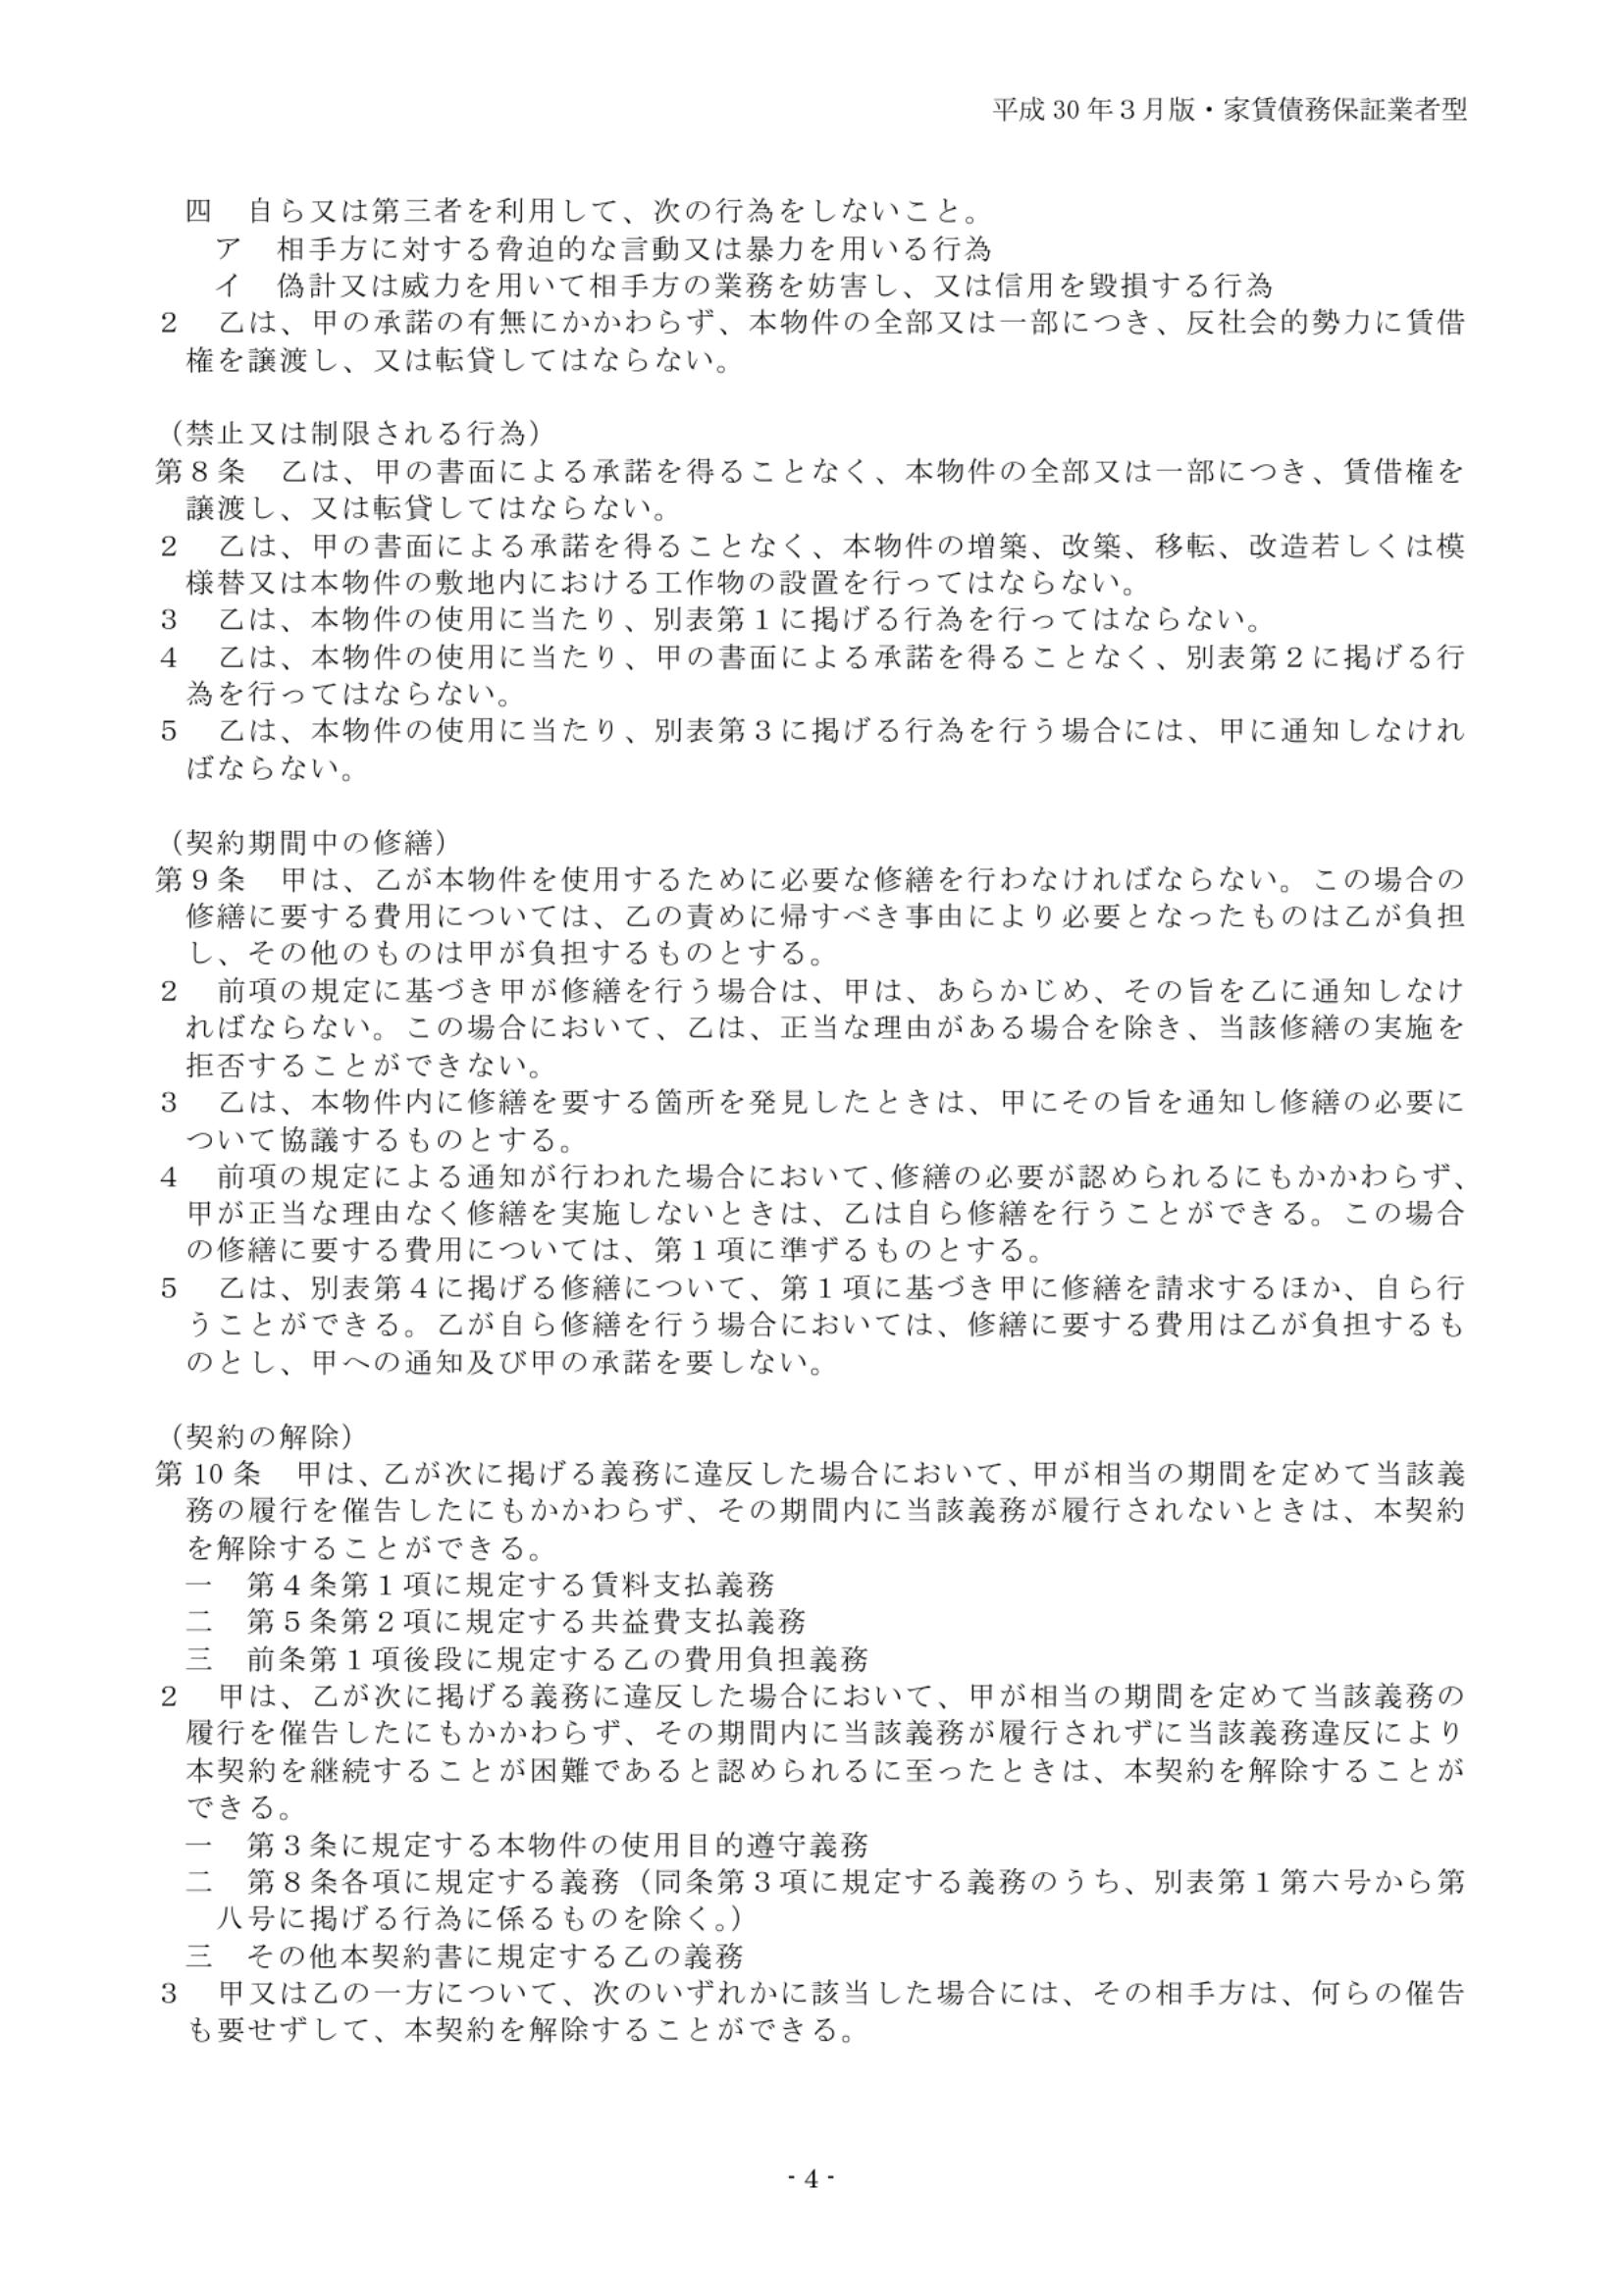 平成 30 年３月版・家賃債務保証業者型
四　自ら又は第三者を利用して、次の行為をしないこと。
ア　相手方に対する脅迫的な言動又は暴力を用いる行為
イ　偽計又は威力を用いて相手方の業務を妨害し、又は信用を毀損する行為
２　乙は、甲の承諾の有無にかかわらず、本物件の全部又は一部につき、反社会的勢力に賃借
権を譲渡し、又は転貸してはならない。
（禁止又は制限される行為）
第８条　乙は、甲の書面による承諾を得ることなく、本物件の全部又は一部につき、賃借権を
譲渡し、又は転貸してはならない。
２　乙は、甲の書面による承諾を得ることなく、本物件の増築、改築、移転、改造若しくは模
様替又は本物件の敷地内における工作物の設置を行ってはならない。
３　乙は、本物件の使用に当たり、別表第１に掲げる行為を行ってはならない。
４　乙は、本物件の使用に当たり、甲の書面による承諾を得ることなく、別表第２に掲げる行
為を行ってはならない。
５　乙は、本物件の使用に当たり、別表第３に掲げる行為を行う場合には、甲に通知しなけれ
ばならない。
（契約期間中の修繕）
第９条　甲は、乙が本物件を使用するために必要な修繕を行わなければならない。この場合の
修繕に要する費用については、乙の責めに帰すべき事由により必要となったものは乙が負担
し、その他のものは甲が負担するものとする。
２　前項の規定に基づき甲が修繕を行う場合は、甲は、あらかじめ、その旨を乙に通知しなけ
ればならない。この場合において、乙は、正当な理由がある場合を除き、当該修繕の実施を
拒否することができない。
３　乙は、本物件内に修繕を要する箇所を発見したときは、甲にその旨を通知し修繕の必要に
ついて協議するものとする。
４　前項の規定による通知が行われた場合において、修繕の必要が認められるにもかかわらず、
甲が正当な理由なく修繕を実施しないときは、乙は自ら修繕を行うことができる。この場合
の修繕に要する費用については、第１項に準ずるものとする。
５　乙は、別表第４に掲げる修繕について、第１項に基づき甲に修繕を請求するほか、自ら行
うことができる。乙が自ら修繕を行う場合においては、修繕に要する費用は乙が負担するも
のとし、甲への通知及び甲の承諾を要しない。
（契約の解除）
第 10 条　甲は、乙が次に掲げる義務に違反した場合において、甲が相当の期間を定めて当該義
務の履行を催告したにもかかわらず、その期間内に当該義務が履行されないときは、本契約
を解除することができる。
一　第４条第１項に規定する賃料支払義務
二　第５条第２項に規定する共益費支払義務
三　前条第１項後段に規定する乙の費用負担義務
２　甲は、乙が次に掲げる義務に違反した場合において、甲が相当の期間を定めて当該義務の
履行を催告したにもかかわらず、その期間内に当該義務が履行されずに当該義務違反により
本契約を継続することが困難であると認められるに至ったときは、本契約を解除することが
できる。
一　第３条に規定する本物件の使用目的遵守義務
二　第８条各項に規定する義務（同条第３項に規定する義務のうち、別表第１第六号から第
八号に掲げる行為に係るものを除く。）
三　その他本契約書に規定する乙の義務
３　甲又は乙の一方について、次のいずれかに該当した場合には、その相手方は、何らの催告
も要せずして、本契約を解除することができる。
- 4 -